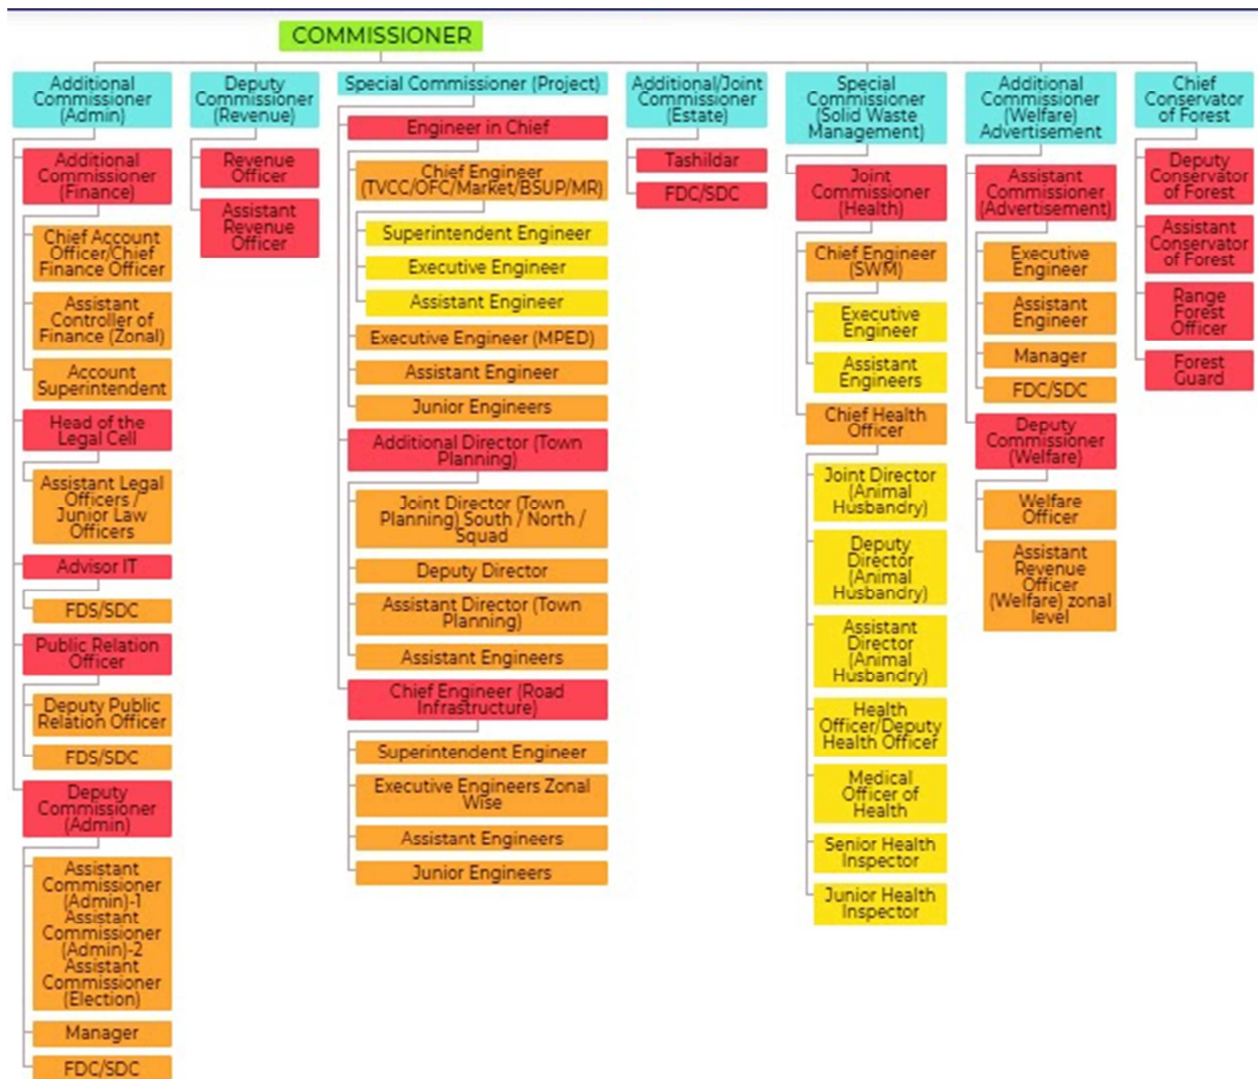 COMMISSIONER
Additional
Commissioner
(Admin)
Additional
Commissioner
(Finance)
Chief Account
Officer/Chief
Finance Officer
Assistant
Controller of
Finance (Zonal)
Account
Superintendent
Head of the
Legal Cell
Assistant Legal
Officers /
Junior Law
Officers
Advisor IT
FDS/SDC
Public Relation
Officer
Deputy Public
Relation Officer
FDS/SDC
Deputy
Commissioner
(Admin)
Assistant
Commissioner
(Admin)-1
Assistant
Commissioner
(Admin)-2
Assistant
Commissioner
(Election)
Manager
FDC/SDC
Deputy
Commissioner
(Revenue)
Revenue
Officer
Assistant
Revenue
Officer
Special Commissioner (Project)
Engineer in Chief
Chief Engineer
(TVCC/OFC/Market/BSUP/MR)
Superintendent Engineer
Executive Engineer
Assistant Engineer
Executive Engineer (MPED)
Assistant Engineer
Junior Engineers
Additional Director (Town
Planning)
Joint Director (Town
Planning) South / North /
Squad
Deputy Director
Assistant Director (Town
Planning)
Assistant Engineers
Chief Engineer (Road
Infrastructure)
Superintendent Engineer
Executive Engineers Zonal
Wise
Assistant Engineers
Junior Engineers
Additional/Joint
Commissioner
(Estate)
Tashildar
FDC/SDC
Special
Commissioner
(Solid Waste
Management)
Joint
Commissioner
(Health)
Chief Engineer
(SWM)
Executive
Engineer
Assistant
Engineers
Chief Health
Officer
Joint Director
(Animal
Husbandry)
Deputy
Director
(Animal
Husbandry)
Assistant
Director
(Animal
Husbandry)
Health
Officer/Deputy
Health Officer
Medical
Officer of
Health
Senior Health
Inspector
Junior Health
Inspector
Additional
Commissioner
(Welfare)
Advertisement
Assistant
Commissioner
(Advertisement)
Executive
Engineer
Assistant
Engineer
Manager
FDC/SDC
Deputy
Commissioner
(Welfare)
Welfare
Officer
Assistant
Revenue
Officer
(Welfare) zonal
level
Chief
Conservator
of Forest
Deputy
Conservator
of Forest
Assistant
Conservator
of Forest
Range
Forest
Officer
Forest
Guard